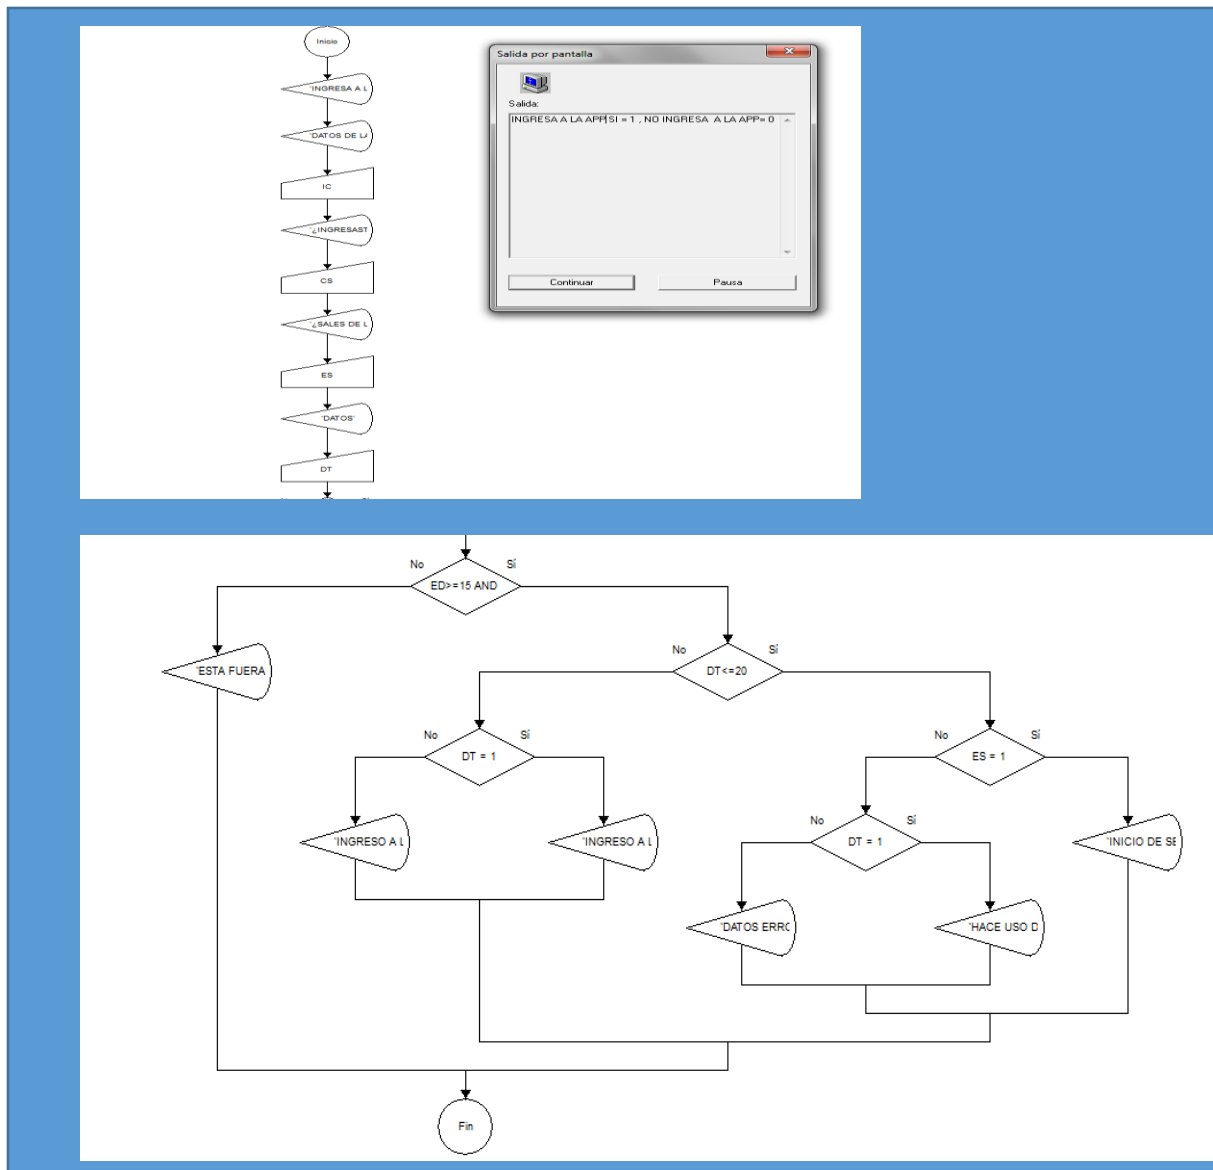 Inicio
'INGRESA A L
'DATOS DE LA
IC
'¿INGRESAST
CS
'¿SALES DE L
ES
'DATOS'
DT
Salida por pantalla
Salida:
INGRESA A LA APP SI = 1 , NO INGRESA A LA APP= 0
Continuar
Pausa
No
Sí
ED>=15 AND
'ESTA FUERA
No
Sí
DT<=20
No
Sí
DT = 1
No
Sí
ES = 1
'INGRESO A L
'INGRESO A L
No
Sí
DT = 1
'INICIO DE SE
'DATOS ERRO
'HACE USO D
Fin